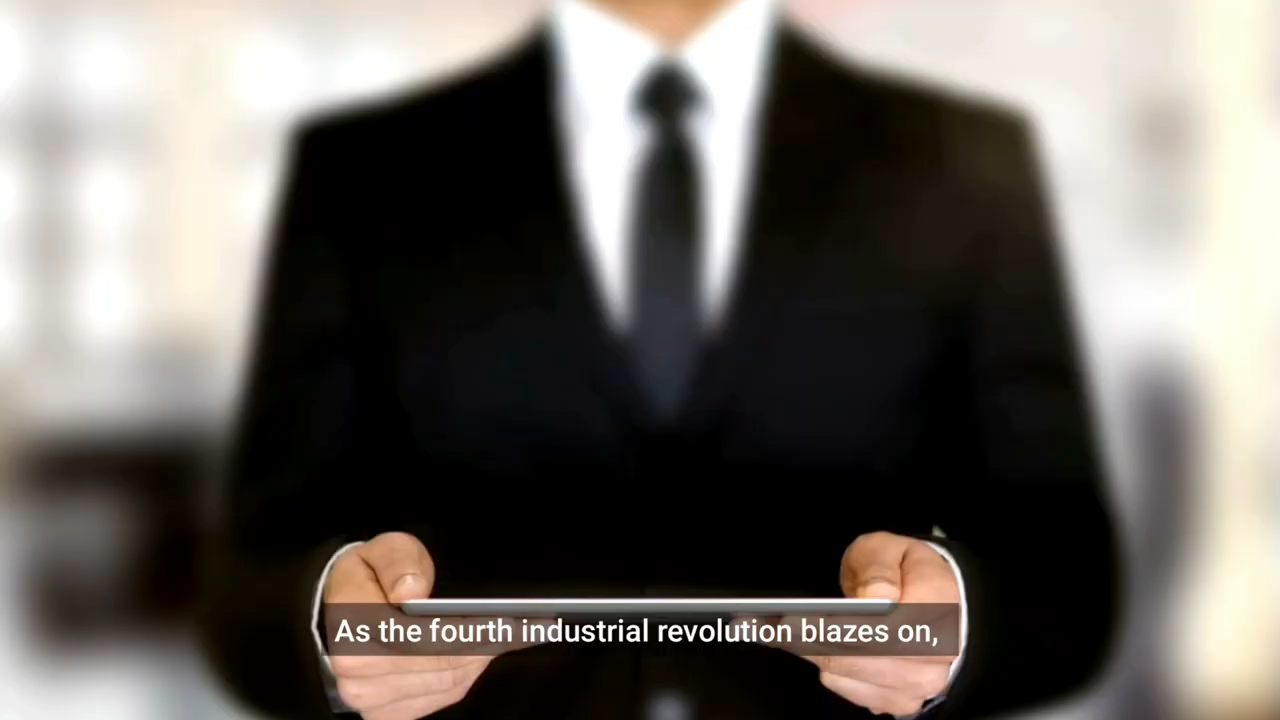 As the fourth industrial revolution blazes on,